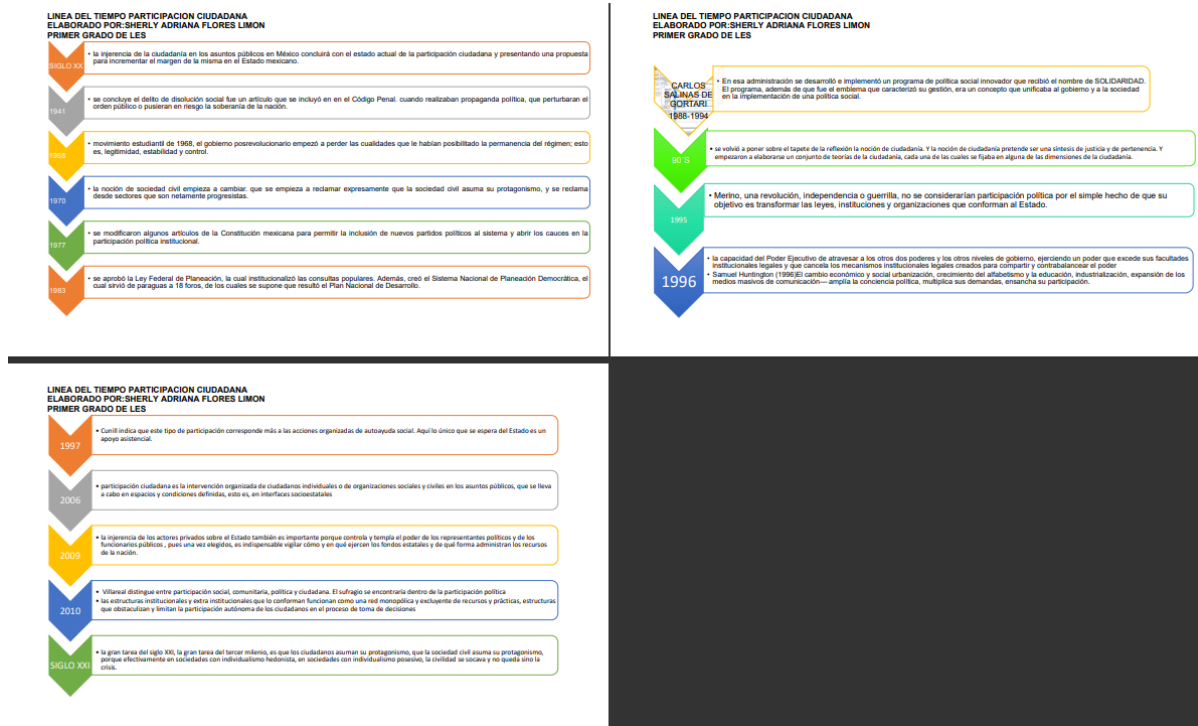 LINEA DEL TIEMPO PARTICIPACION CIUDADANA
ELABORADO POR:SHERLY ADRIANA FLORES LIMON
PRIMER GRADO DE LES
SIGLO XX
• la injerencia de la ciudadanía en los asuntos públicos en México concluirá con el estado actual de la participación ciudadana y presentando una propuesta
para incrementar el margen de la misma en el Estado mexicano.
1941
• se concluye el delito de disolución social fue un artículo que se incluyó en en el Código Penal. cuando realizaban propaganda política, que perturbaran el
orden público o pusieran en riesgo la soberanía de la nación.
1968
• movimiento estudiantil de 1968, el gobierno posrevolucionario empezó a perder las cualidades que le habían posibilitado la permanencia del régimen; esto
es, legitimidad, estabilidad y control.
1970
• la noción de sociedad civil empieza a cambiar. que se empieza a reclamar expresamente que la sociedad civil asuma su protagonismo, y se reclama
desde sectores que son netamente progresistas.
1977
• se modificaron algunos artículos de la Constitución mexicana para permitir la inclusión de nuevos partidos políticos al sistema y abrir los cauces en la
participación política institucional.
1983
• se aprobó la Ley Federal de Planeación, la cual institucionalizó las consultas populares. Además, creó el Sistema Nacional de Planeación Democrática, el
cual sirvió de paraguas a 18 foros, de los cuales se supone que resultó el Plan Nacional de Desarrollo.
LINEA DEL TIEMPO PARTICIPACION CIUDADANA
ELABORADO POR:SHERLY ADRIANA FLORES LIMON
PRIMER GRADO DE LES
CARLOS
SALINAS DE
GORTARI
1988-1994
• En esa administración se desarrolló e implementó un programa de política social innovador que recibió el nombre de SOLIDARIDAD.
El programa, además de que fue el emblema que caracterizó su gestión, era un concepto que unificaba al gobierno y a la sociedad
en la implementación de una política social.
90´S
• se volvió a poner sobre el tapete de la reflexión la noción de ciudadanía. Y la noción de ciudadanía pretende ser una síntesis de justicia y de pertenencia. Y
empezaron a elaborarse un conjunto de teorías de la ciudadanía, cada una de las cuales se fijaba en alguna de las dimensiones de la ciudadanía.
1995
• Merino, una revolución, independencia o guerrilla, no se considerarían participación política por el simple hecho de que su
objetivo es transformar las leyes, instituciones y organizaciones que conforman al Estado.
1996
• la capacidad del Poder Ejecutivo de atravesar a los otros dos poderes y los otros niveles de gobierno, ejerciendo un poder que excede sus facultades
institucionales legales y que cancela los mecanismos institucionales legales creados para compartir y contrabalancear el poder
• Samuel Huntington (1996)El cambio económico y social urbanización, crecimiento del alfabetismo y la educación, industrialización, expansión de los
medios masivos de comunicación— amplía la conciencia política, multiplica sus demandas, ensancha su participación.
LINEA DEL TIEMPO PARTICIPACION CIUDADANA
ELABORADO POR:SHERLY ADRIANA FLORES LIMON
PRIMER GRADO DE LES
1997
• Cunill indica que este tipo de participación corresponde más a las acciones organizadas de autoayuda social. Aquí lo único que se espera del Estado es un
apoyo asistencial.
2006
• participación ciudadana es la intervención organizada de ciudadanos individuales o de organizaciones sociales y civiles en los asuntos públicos, que se lleva
a cabo en espacios y condiciones definidas, esto es, en interfaces socioestatales
2009
• la injerencia de los actores privados sobre el Estado también es importante porque controla y templa el poder de los representantes políticos y de los
funcionarios públicos , pues una vez elegidos, es indispensable vigilar cómo y en qué ejercen los fondos estatales y de qué forma administran los recursos
de la nación.
2010
• Villareal distingue entre participación social, comunitaria, política y ciudadana. El sufragio se encontraría dentro de la participación política
• las estructuras institucionales y extra institucionales que lo conforman funcionan como una red monopólica y excluyente de recursos y prácticas, estructuras
que obstaculizan y limitan la participación autónoma de los ciudadanos en el proceso de toma de decisiones
SIGLO XXI
• la gran tarea del siglo XXI, la gran tarea del tercer milenio, es que los ciudadanos asuman su protagonismo, que la sociedad civil asuma su protagonismo,
porque efectivamente en sociedades con individualismo hedonista, en sociedades con individualismo posesivo, la civilidad se socava y no queda sino la
crisis.